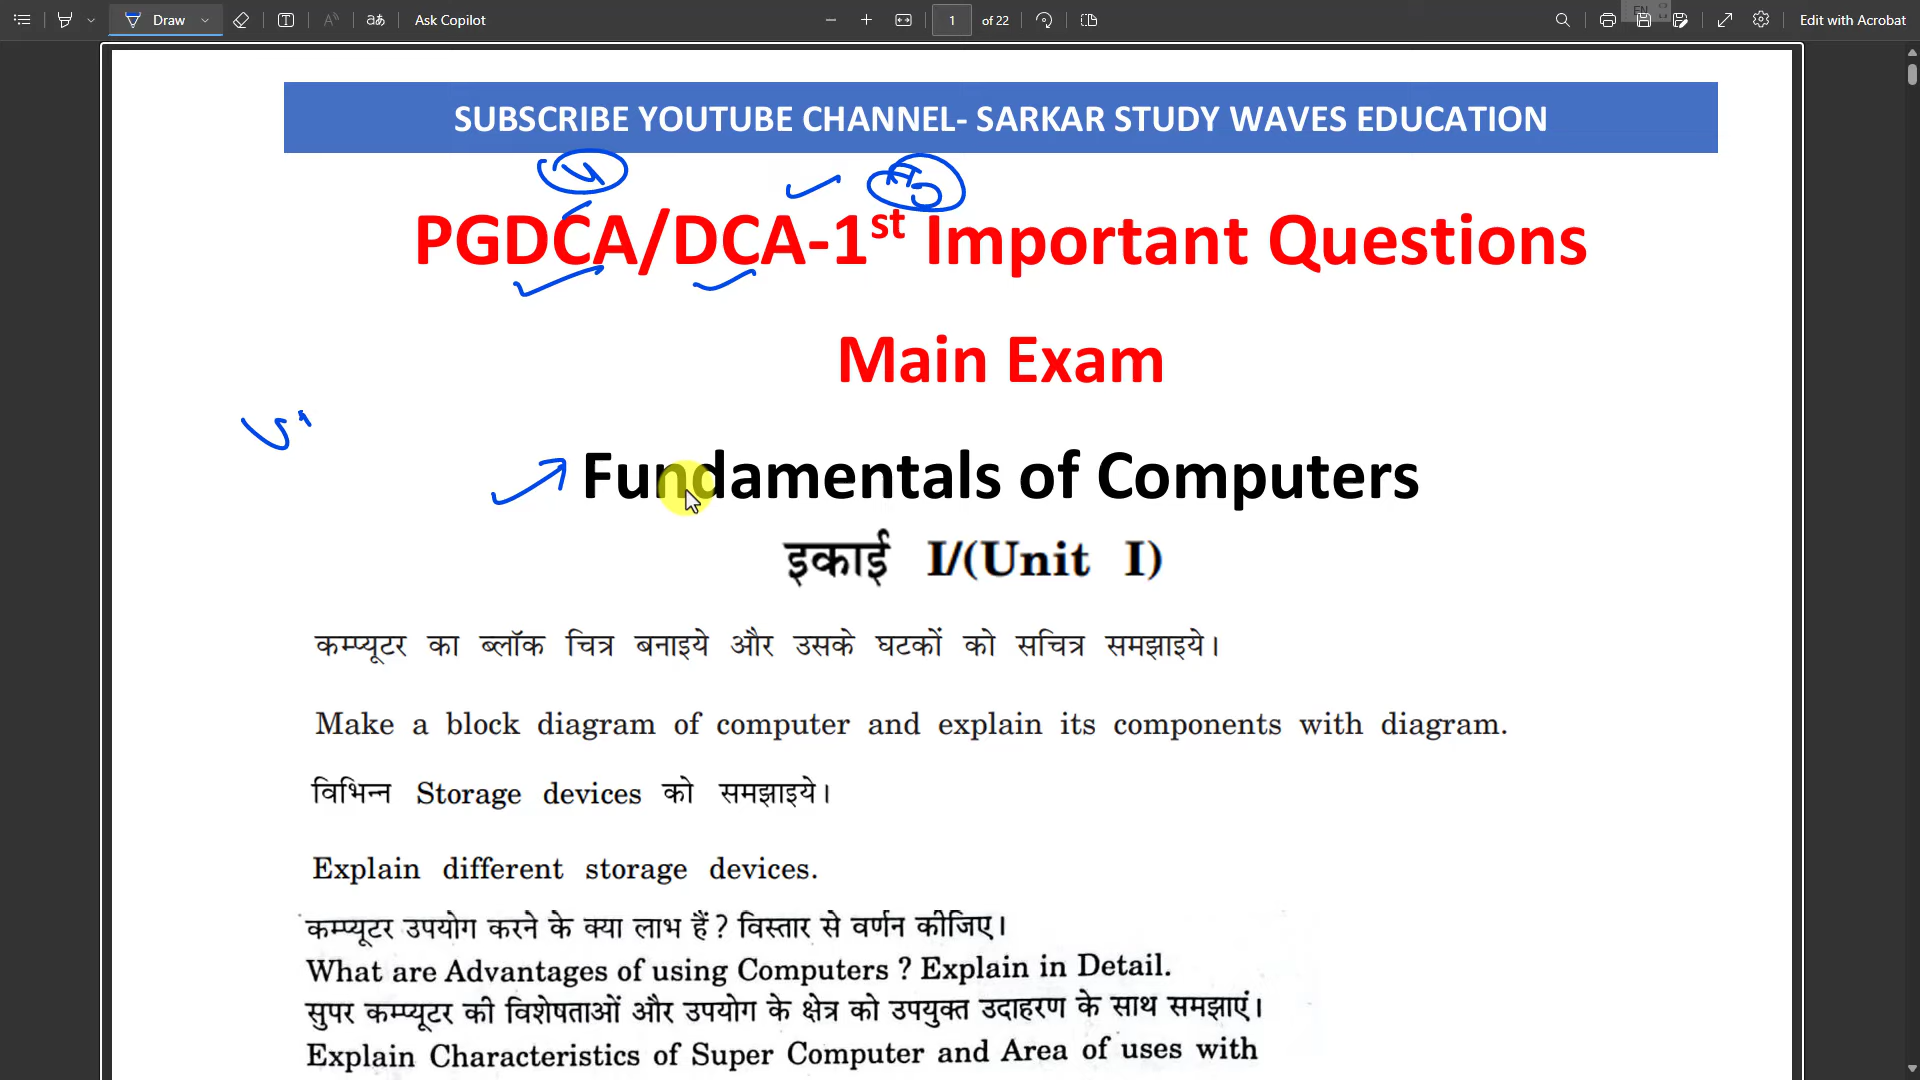 Draw
Ask Copilot
1 of 22
Edit with Acrobat
SUBSCRIBE YOUTUBE CHANNEL- SARKAR STUDY WAVES EDUCATION
PGDCA/DCA-1st Important Questions
Main Exam
Fundamentals of Computers
इकाई I/(Unit I)
कम्प्यूटर का ब्लॉक चित्र बनाइये और उसके घटकों को सचित्र समझाइये।
Make a block diagram of computer and explain its components with diagram.
विभिन्न Storage devices को समझाइये।
Explain different storage devices.
कम्प्यूटर उपयोग करने के क्या लाभ हैं? विस्तार से वर्णन कीजिए।
What are Advantages of using Computers ? Explain in Detail.
सुपर कम्प्यूटर की विशेषताओं और उपयोग के क्षेत्र को उपयुक्त उदाहरण के साथ समझाएं।
Explain Characteristics of Super Computer and Area of uses with